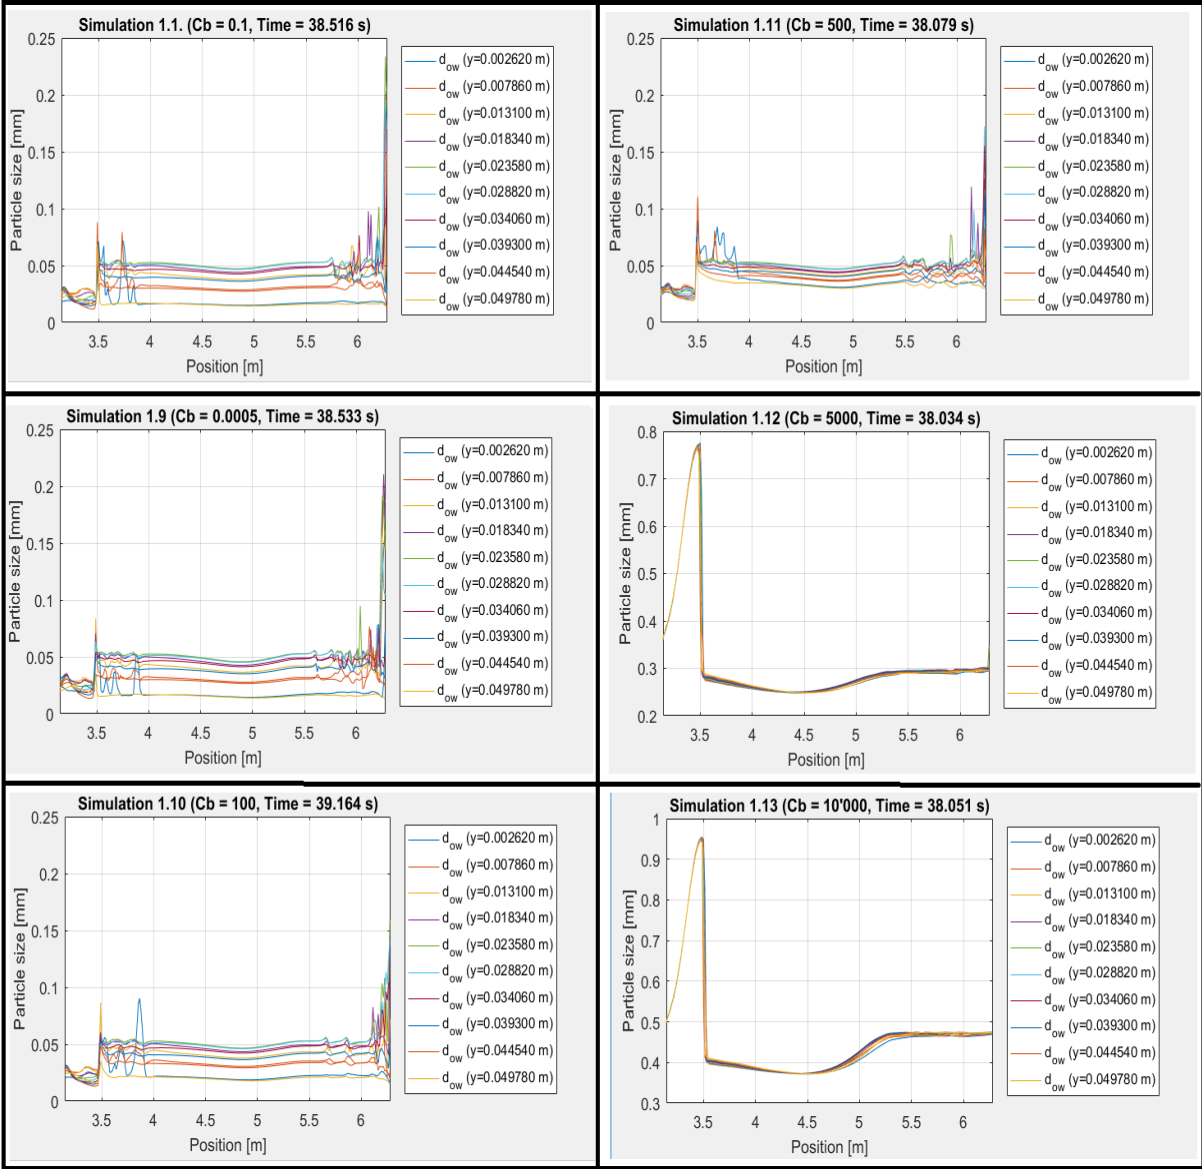 Simulation 1.1. (Cb = 0.1, Time = 38.516 s)
0.25
0.2
0.15
0.1
0.05
0
Particle size [mm]
3.5 4 4.5 5 5.5 6
Position [m]
dow (y=0.002620 m)
dow (y=0.007860 m)
dow (y=0.013100 m)
dow (y=0.018340 m)
dow (y=0.023580 m)
dow (y=0.028820 m)
dow (y=0.034060 m)
dow (y=0.039300 m)
dow (y=0.044540 m)
dow (y=0.049780 m)
Simulation 1.11 (Cb = 500, Time = 38.079 s)
0.25
0.2
0.15
0.1
0.05
0
Particle size [mm]
3.5 4 4.5 5 5.5 6
Position [m]
dow (y=0.002620 m)
dow (y=0.007860 m)
dow (y=0.013100 m)
dow (y=0.018340 m)
dow (y=0.023580 m)
dow (y=0.028820 m)
dow (y=0.034060 m)
dow (y=0.039300 m)
dow (y=0.044540 m)
dow (y=0.049780 m)
Simulation 1.9 (Cb = 0.0005, Time = 38.533 s)
0.25
0.2
0.15
0.1
0.05
0
Particle size [mm]
3.5 4 4.5 5 5.5 6
Position [m]
dow (y=0.002620 m)
dow (y=0.007860 m)
dow (y=0.013100 m)
dow (y=0.018340 m)
dow (y=0.023580 m)
dow (y=0.028820 m)
dow (y=0.034060 m)
dow (y=0.039300 m)
dow (y=0.044540 m)
dow (y=0.049780 m)
Simulation 1.12 (Cb = 5000, Time = 38.034 s)
0.8
0.7
0.6
0.5
0.4
0.3
0.2
Particle size [mm]
3.5 4 4.5 5 5.5 6
Position [m]
dow (y=0.002620 m)
dow (y=0.007860 m)
dow (y=0.013100 m)
dow (y=0.018340 m)
dow (y=0.023580 m)
dow (y=0.028820 m)
dow (y=0.034060 m)
dow (y=0.039300 m)
dow (y=0.044540 m)
dow (y=0.049780 m)
Simulation 1.10 (Cb = 100, Time = 39.164 s)
0.25
0.2
0.15
0.1
0.05
0
Particle size [mm]
3.5 4 4.5 5 5.5 6
Position [m]
dow (y=0.002620 m)
dow (y=0.007860 m)
dow (y=0.013100 m)
dow (y=0.018340 m)
dow (y=0.023580 m)
dow (y=0.028820 m)
dow (y=0.034060 m)
dow (y=0.039300 m)
dow (y=0.044540 m)
dow (y=0.049780 m)
Simulation 1.13 (Cb = 10'000, Time = 38.051 s)
1
0.9
0.8
0.7
0.6
0.5
0.4
0.3
Particle size [mm]
3.5 4 4.5 5 5.5 6
Position [m]
dow (y=0.002620 m)
dow (y=0.007860 m)
dow (y=0.013100 m)
dow (y=0.018340 m)
dow (y=0.023580 m)
dow (y=0.028820 m)
dow (y=0.034060 m)
dow (y=0.039300 m)
dow (y=0.044540 m)
dow (y=0.049780 m)